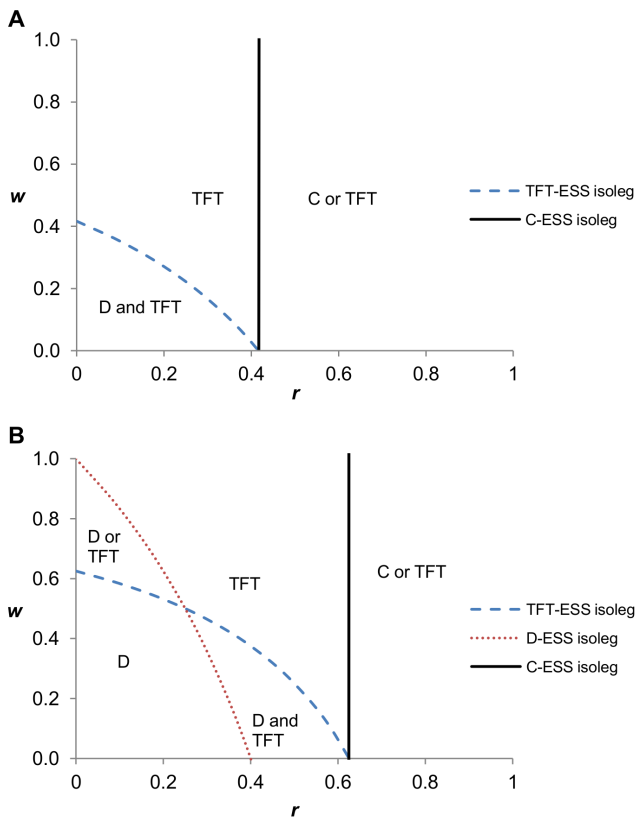 A
1.0
0.8
0.6
w
0.4
0.2
0.0
TFT
C or TFT
D and TFT
0
0.2
0.4
0.6
0.8
1
r
TFT-ESS isoleg
C-ESS isoleg
B
1.0
0.8
0.6
w
0.4
0.2
0.0
D or
TFT
TFT
C or TFT
D
D and
TFT
0
0.2
0.4
0.6
0.8
1
r
TFT-ESS isoleg
D-ESS isoleg
C-ESS isoleg